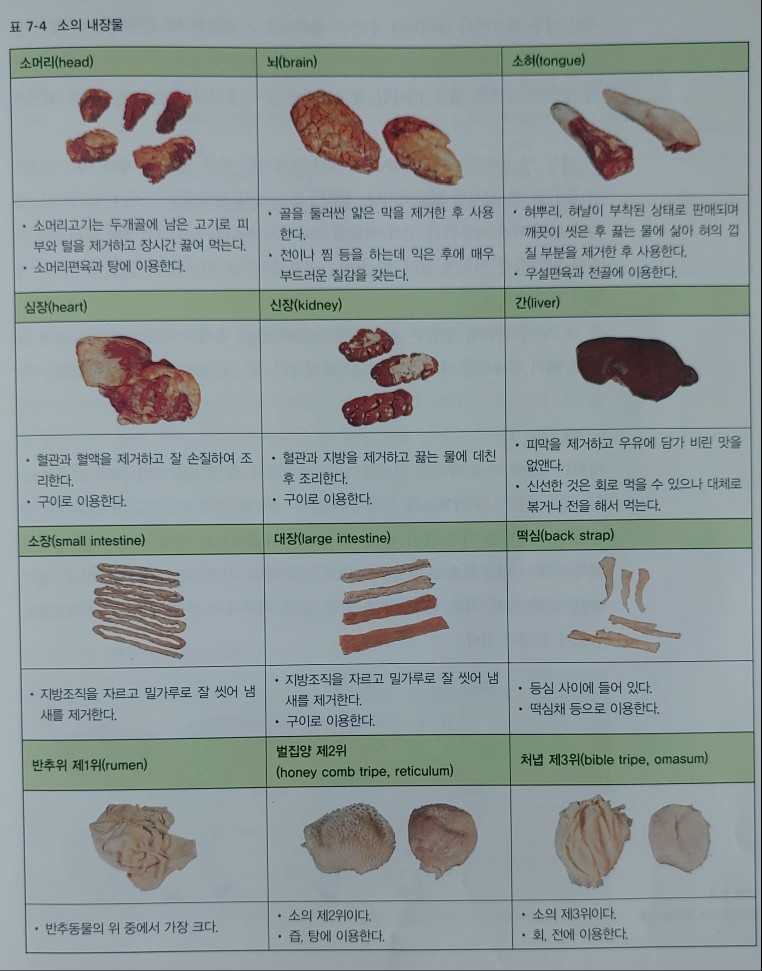 표 7-4 소의 내장물
소머리(head)
뇌(brain)
소혀(tongue)
• 소머리고기는 두개골에 남은 고기로 피
부와 털을 제거하고 장시간 끓여 먹는다.
• 소머리편육과 탕에 이용한다.
• 골을 둘러싼 얇은 막을 제거한 후 사용
한다.
• 전이나 찜 등을 하는데 익은 후에 매우
부드러운 질감을 갖는다.
• 혀뿌리, 혀날이 부착된 상태로 판매되며
깨끗이 씻은 후 끓는 물에 삶아 혀의 껍
질 부분을 제거한 후 사용한다.
• 우설편육과 전골에 이용한다.
심장(heart)
신장(kidney)
간(liver)
• 혈관과 혈액을 제거하고 잘 손질하여 조
리한다.
• 구이로 이용한다.
• 혈관과 지방을 제거하고 끓는 물에 데친
후 조리한다.
• 구이로 이용한다.
• 피막을 제거하고 우유에 담가 비린 맛을
없앤다.
• 신선한 것은 회로 먹을 수 있으나 대체로
볶거나 전을 해서 먹는다.
소장(small intestine)
대장(large intestine)
떡심(back strap)
• 지방조직을 자르고 밀가루로 잘 씻어 냄
새를 제거한다.
• 지방조직을 자르고 밀가루로 잘 씻어 냄
새를 제거한다.
• 구이로 이용한다.
• 등심 사이에 들어 있다.
• 떡심채 등으로 이용한다.
반추위 제1위(rumen)
벌집양 제2위
(honey comb tripe, reticulum)
처녑 제3위(bible tripe, omasum)
• 반추동물의 위 중에서 가장 크다.
• 소의 제2위이다.
• 즙, 탕에 이용한다.
• 소의 제3위이다.
• 회, 전에 이용한다.